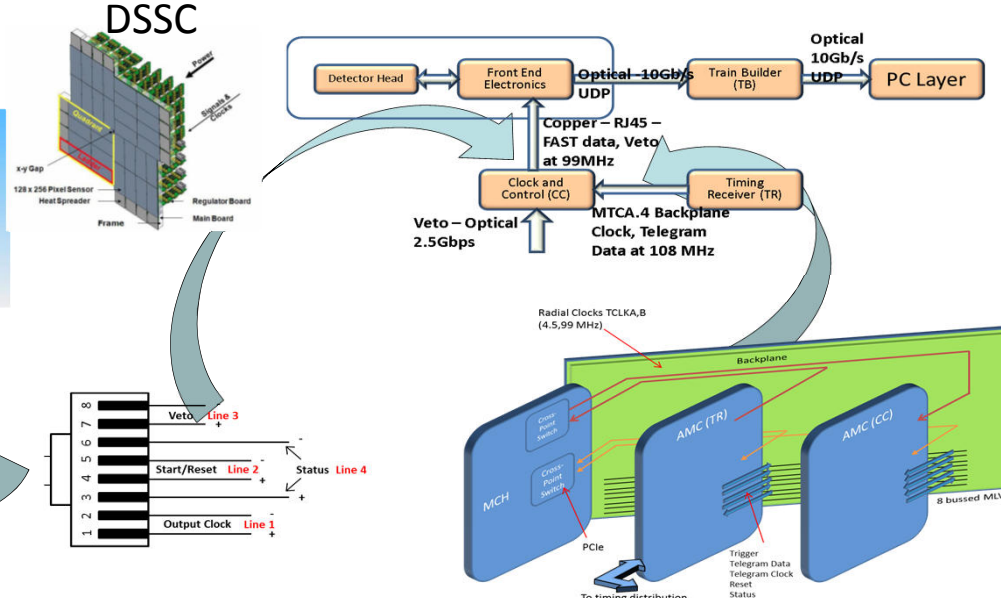 DSSC
Power
Signals &
Clocks
Quadrant
x-y Gap
128 x 256 Pixel Sensor
Heat Spreader
Frame
Regulator Board
Main Board
Detector Head
Front End
Electronics
Optical -10Gb/s
UDP
Train Builder
(TB)
Optical
10Gb/s
UDP
PC Layer
Copper – RJ45 –
FAST data, Veto
at 99MHz
Clock and
Control (CC)
Timing
Receiver (TR)
Veto – Optical
2.5Gbps
MTCA.4 Backplane
Clock, Telegram
Data at 108 MHz
Radial Clocks TCLKA,B
(4.5,99 MHz)
Backplane
Cross-
Point
Switch
AMC (TR)
AMC (CC)
Cross-
Point
Switch
MCH
8 bussed MLV
PCIe
Trigger
Telegram Data
Telegram Clock
Reset
Status
To timing distribution
8
-
Veto Line 3
7
+
6
-
5
-
Start/Reset Line 2
Status Line 4
4
+
3
+
2
-
Output Clock Line 1
1
+